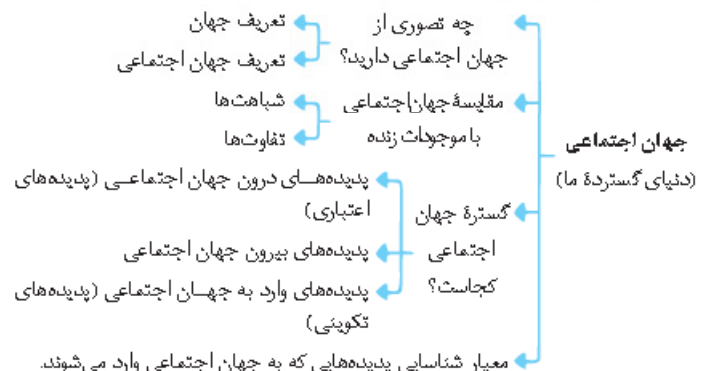 جهان اجتماعی
(دنیای گستردهٔ ما)
چه تصوری از
جهان اجتماعی دارید؟
تعریف جهان
تعریف جهان اجتماعی
مقایسهٔ جهان‌اجتماعی
با موجودات زنده
شباهت‌ها
تفاوت‌ها
گسترهٔ جهان
اجتماعی
کجاست؟
پدیده‌هــای درون جهان اجتماعــی (پدیده‌های
اعتباری)
پدیده‌های بیرون جهان اجتماعی
پدیده‌های وارد به جهــان اجتماعی (پدیده‌های
تکوینی)
معیار شناسایی پدیده‌هایی که به جهان اجتماعی وارد می‌شوند.